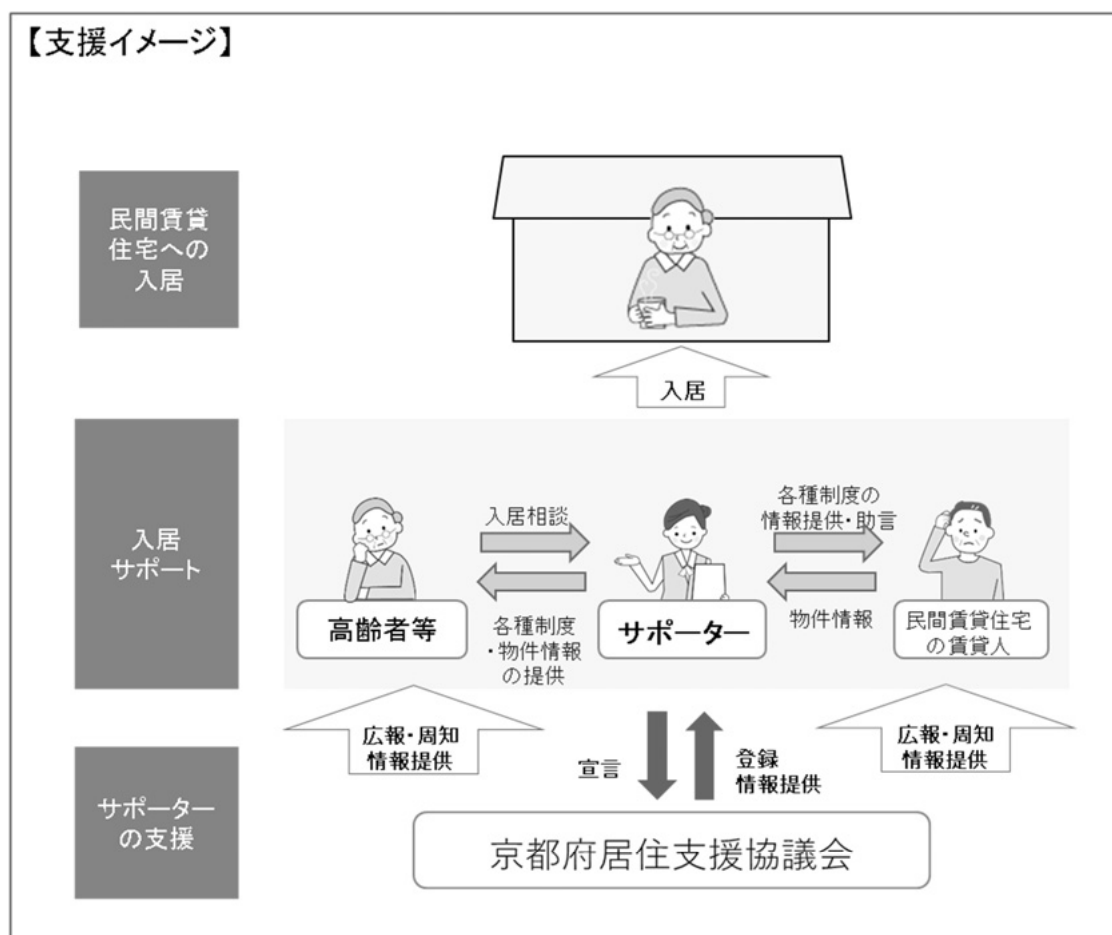 【支援イメージ】
民間賃貸
住宅への
入居
入居
入居
サポート
入居相談
各種制度の
情報提供・助言
高齢者等
各種制度
・物件情報
の提供
サポーター
物件情報
民間賃貸住宅
の賃貸人
広報・周知
情報提供
宣言
登録
情報提供
広報・周知
情報提供
サポーター
の支援
京都府居住支援協議会